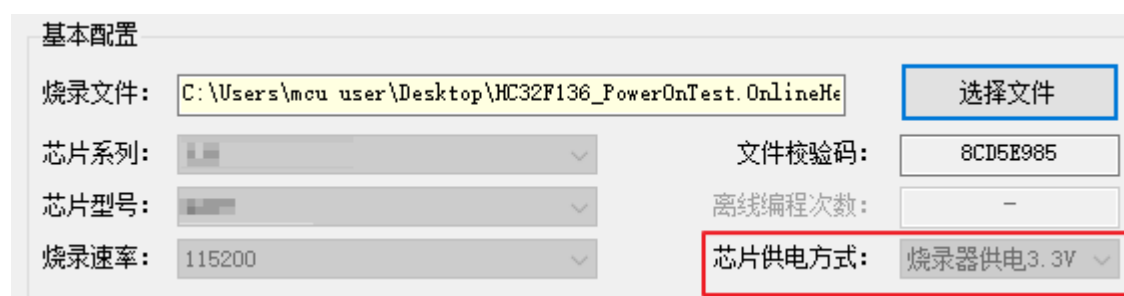 基本配置
烧录文件： C:\Users\mcu user\Desktop\HC32F136_PowerOnTest.OnlineHe 选择文件
芯片系列： 文件校验码： 8CD5E985
芯片型号： 离线编程次数： -
烧录速率： 115200 芯片供电方式： 烧录器供电3.3V